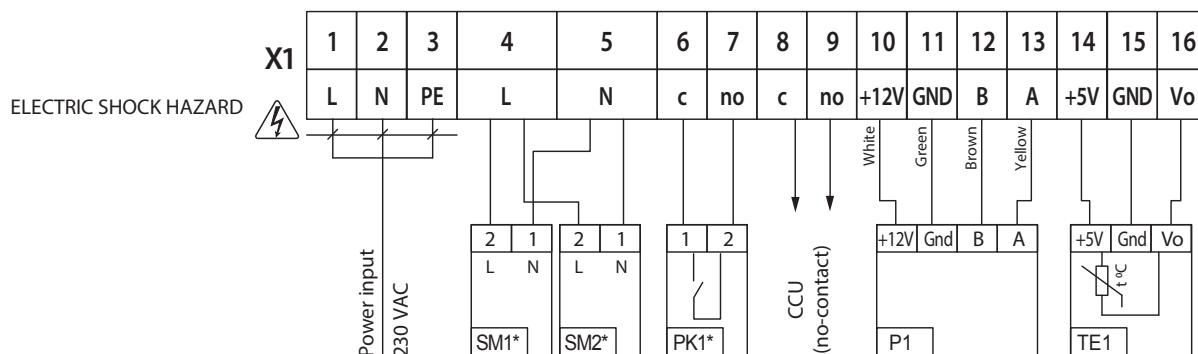 X1
1 2 3 4 5 6 7 8 9 10 11 12 13 14 15 16
L N PE L N c no c no +12V GND B A +5V GND Vo
ELECTRIC SHOCK HAZARD
White
Green
Brown
Yellow
2 1
L N
SM1*
2 1
L N
SM2*
1 2
PK1*
+12V Gnd B A
P1
+5V Gnd Vo
t ºC
TE1
Power input
230 VAC
CCU
(no-contact)